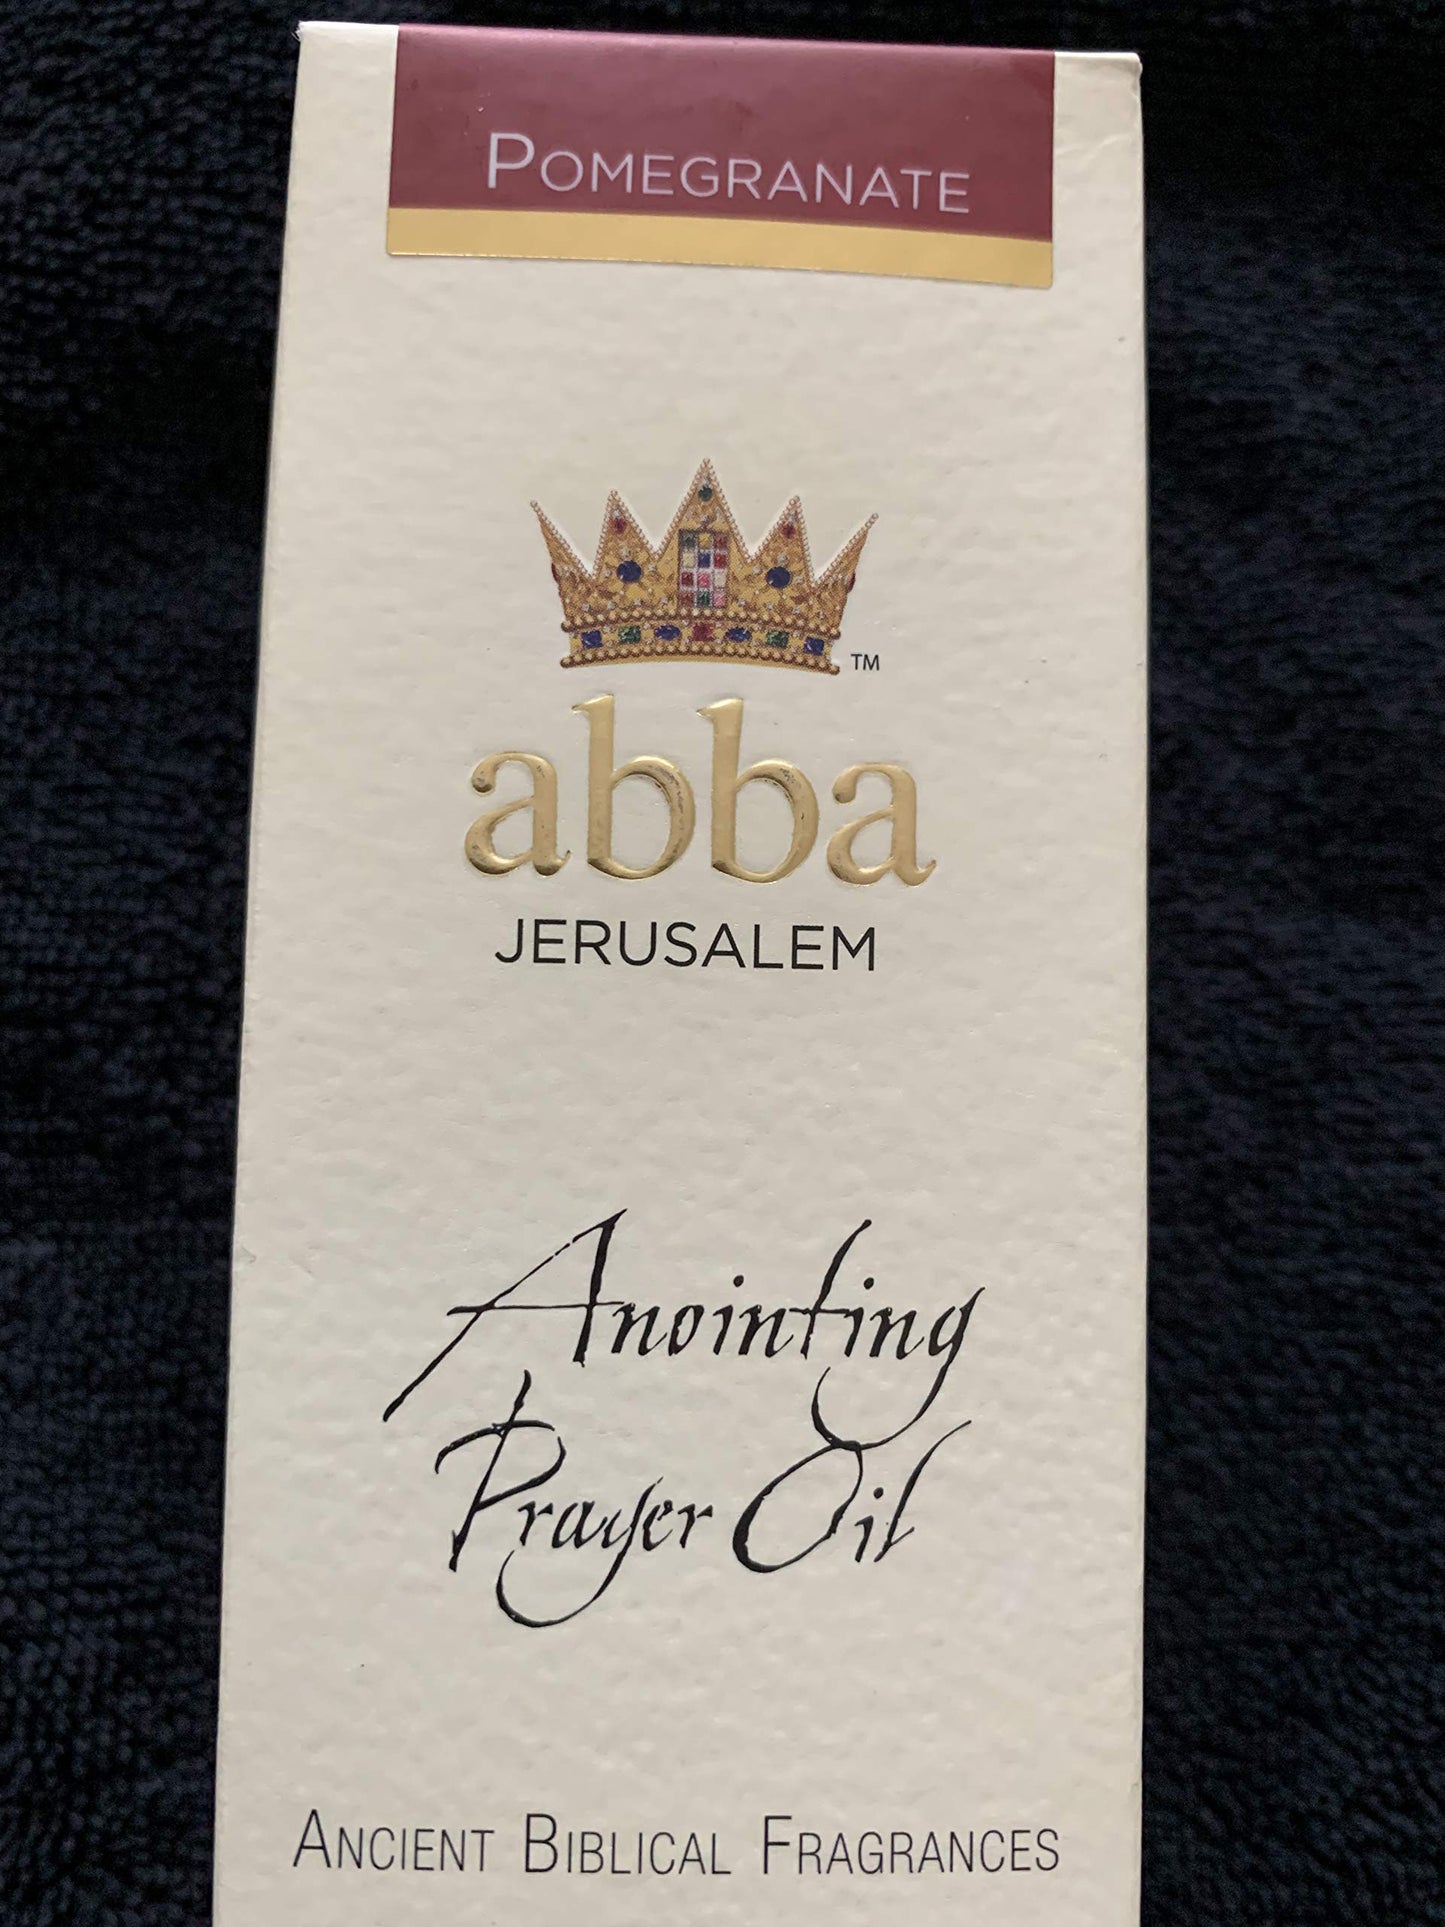 POMEGRANATE
TM
abba
JERUSALEM
Anointing
Prayer Oil
ANCIENT BIBLICAL FRAGRANCES